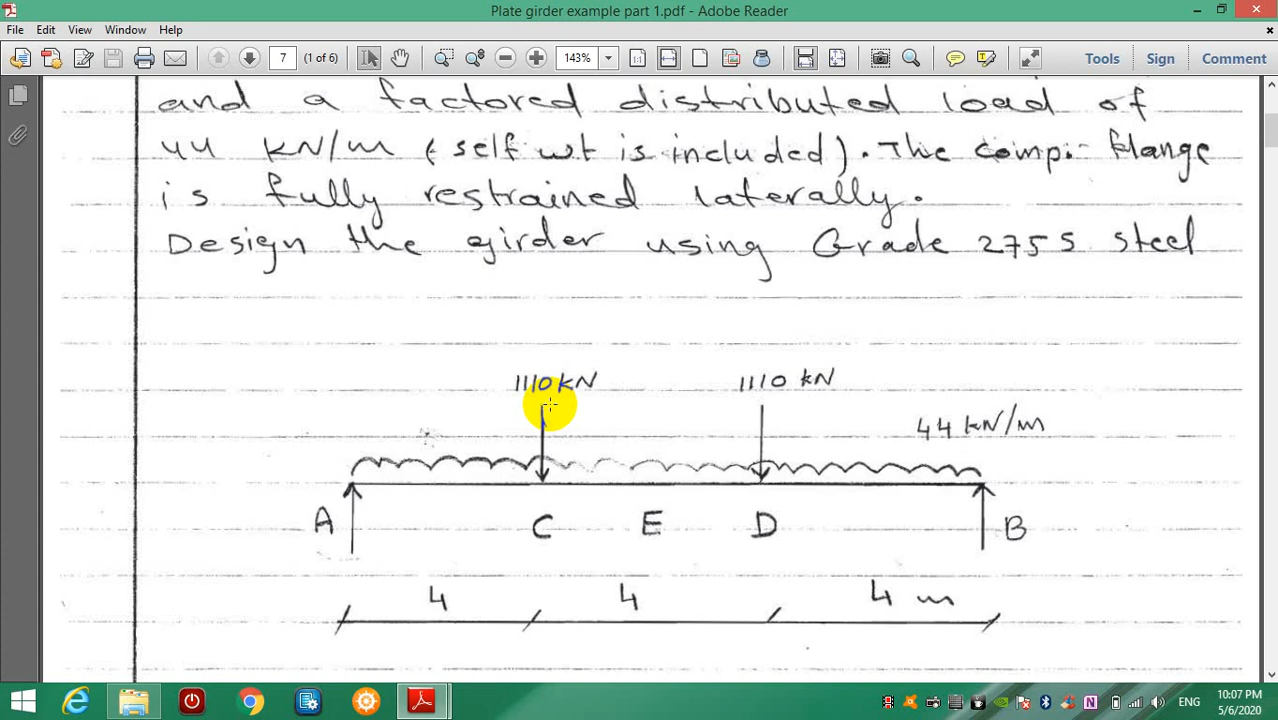 Plate girder example part 1.pdf - Adobe Reader
File Edit View Window Help
7 (1 of 6) 143% Tools Sign Comment
and a factored distributed load of
44 kN/m (self wt is included). The comp. flange
is fully restrained laterally.
Design the girder using Grade 275 S steel
1110 kN 1110 kN
44 kN/m
A C E D B
4 4 4 m
ENG
10:07 PM
5/6/2020